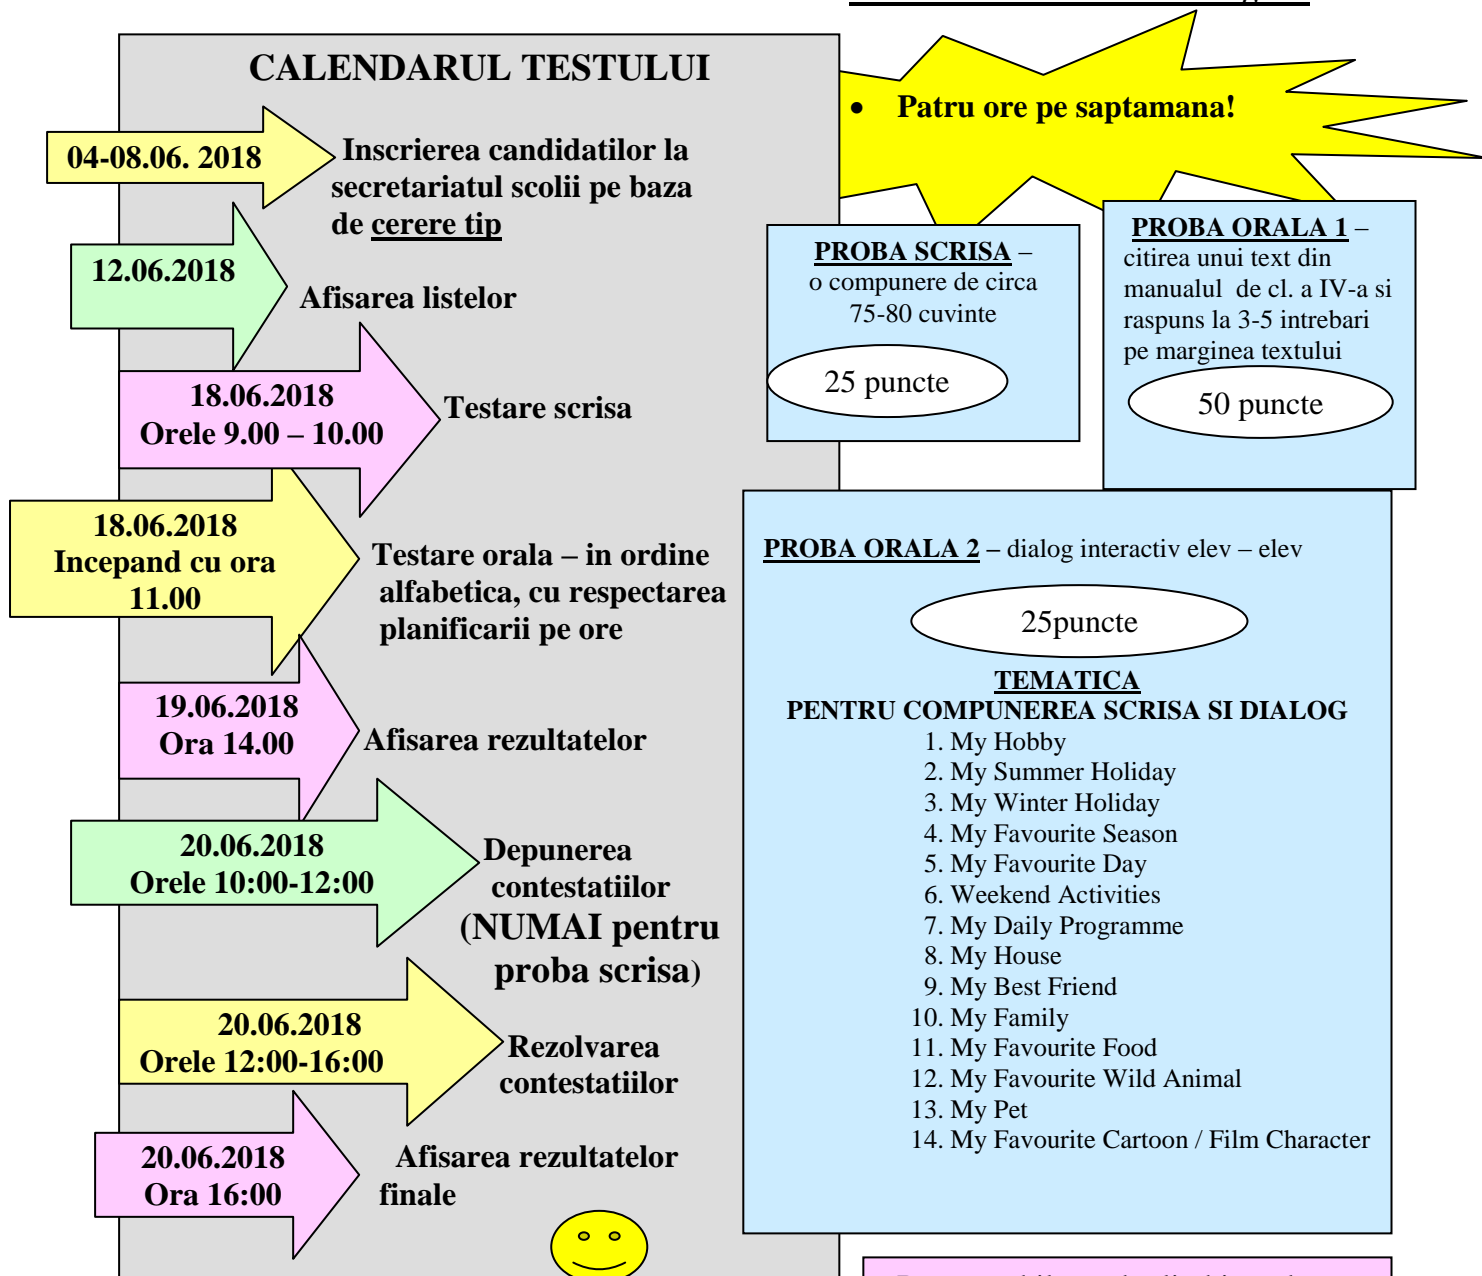 CALENDARUL TESTULUI
04-08.06. 2018
Inscrierea candidatilor la
secretariatul scolii pe baza
de cerere tip
12.06.2018
Afisarea listelor
18.06.2018
Orele 9.00 – 10.00
Testare scrisa
18.06.2018
Incepand cu ora
11.00
Testare orala – in ordine
alfabetica, cu respectarea
planificarii pe ore
19.06.2018
Ora 14.00
Afisarea rezultatelor
20.06.2018
Orele 10:00-12:00
Depunerea
contestatiilor
(NUMAI pentru
proba scrisa)
20.06.2018
Orele 12:00-16:00
Rezolvarea
contestatiilor
20.06.2018
Ora 16:00
Afisarea rezultatelor
finale
• Patru ore pe saptamana!
PROBA SCRISA –
o compunere de circa
75-80 cuvinte
25 puncte
PROBA ORALA 1 –
citirea unui text din
manualul de cl. a IV-a si
raspuns la 3-5 intrebari
pe marginea textului
50 puncte
PROBA ORALA 2 – dialog interactiv elev – elev
25puncte
TEMATICA
PENTRU COMPUNEREA SCRISA SI DIALOG
1. My Hobby
2. My Summer Holiday
3. My Winter Holiday
4. My Favourite Season
5. My Favourite Day
6. Weekend Activities
7. My Daily Programme
8. My House
9. My Best Friend
10. My Family
11. My Favourite Food
12. My Favourite Wild Animal
13. My Pet
14. My Favourite Cartoon / Film Character